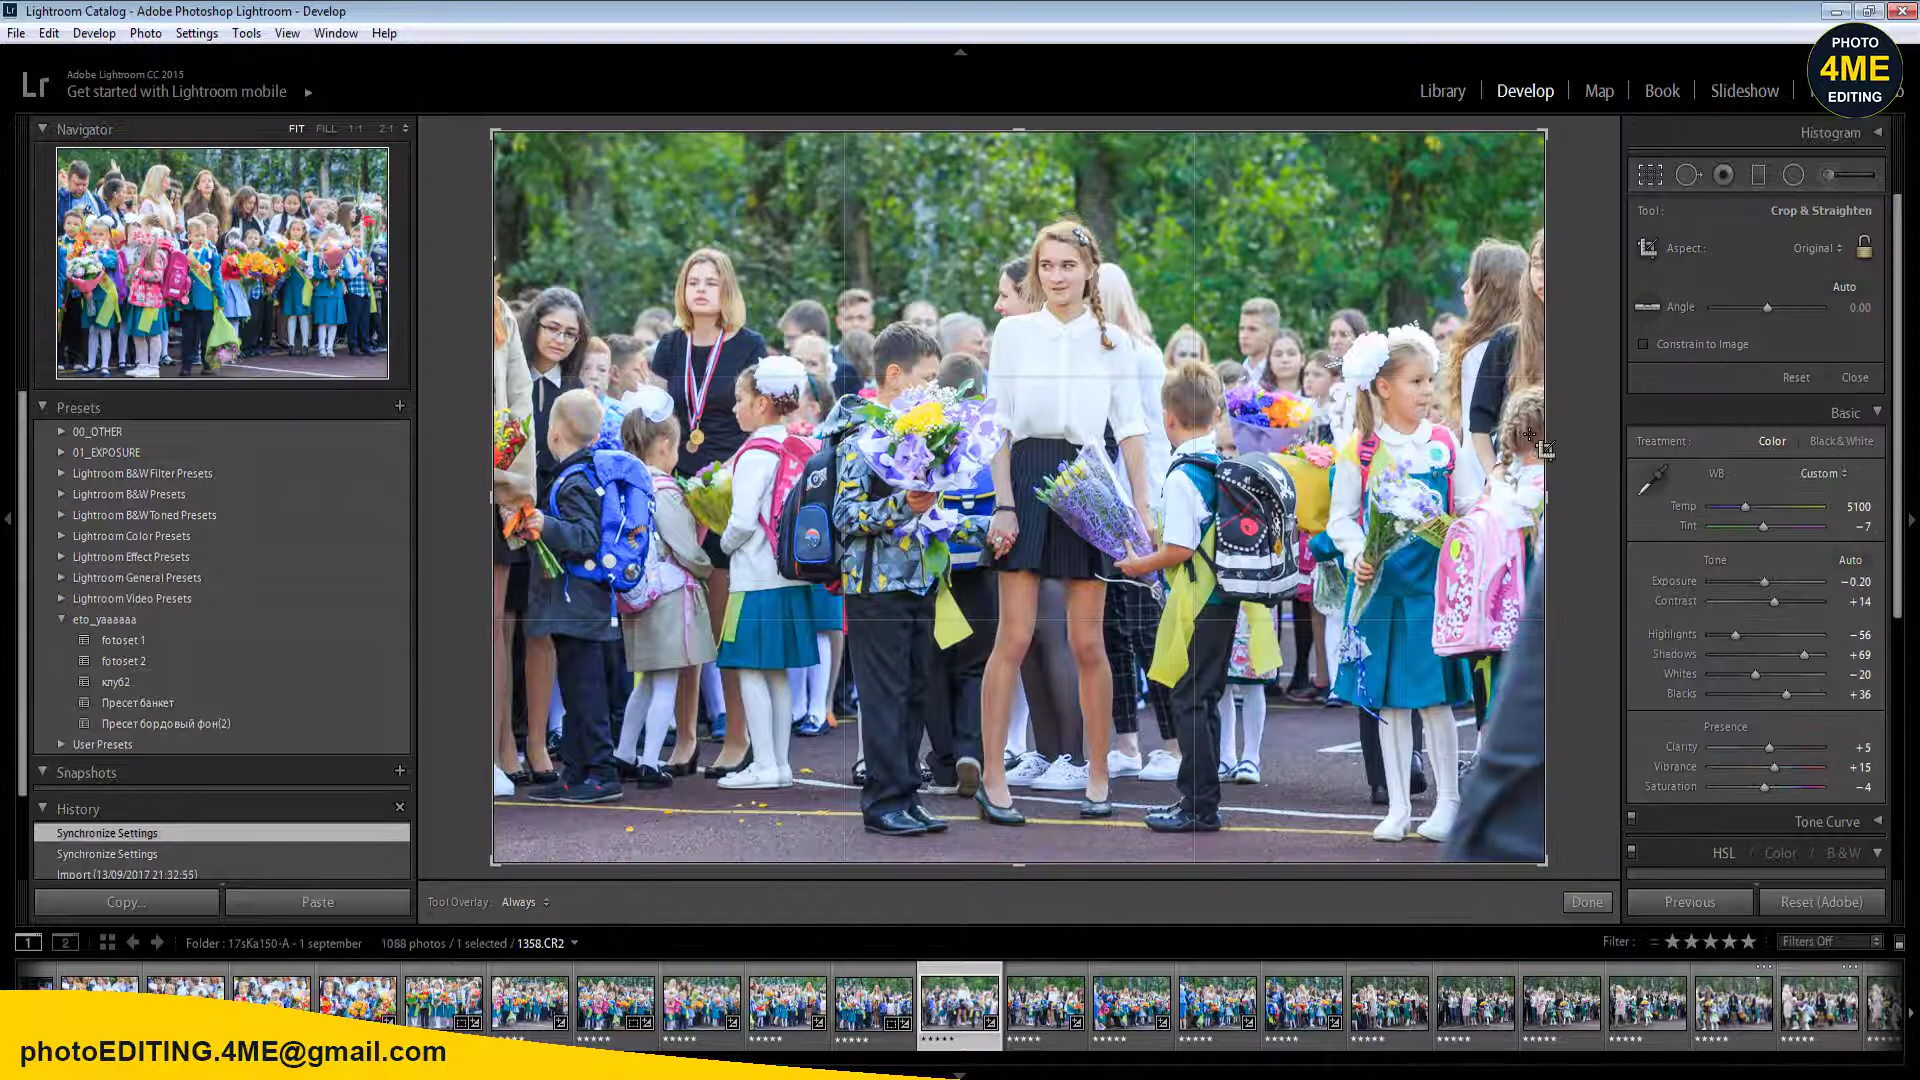 Lightroom Catalog - Adobe Photoshop Lightroom - Develop
File Edit Develop Photo Settings Tools View Window Help
PHOTO
4ME
EDITING
Lr
Adobe Lightroom CC 2015
Get started with Lightroom mobile
Library Develop Map Book Slideshow
Navigator FIT FILL 1:1 2:1
Histogram
Tool : Crop & Straighten
Aspect : Original
Auto
Angle 0.00
Constrain to Image
Reset Close
Basic
Treatment : Color Black & White
WB : Custom
Temp 5100
Tint -7
Tone Auto
Exposure -0.20
Contrast +14
Highlights -56
Shadows +69
Whites -20
Blacks +36
Presence
Clarity +5
Vibrance +15
Saturation -4
Tone Curve
HSL / Color / B & W
Presets
00_OTHER
01_EXPOSURE
Lightroom B&W Filter Presets
Lightroom B&W Presets
Lightroom B&W Toned Presets
Lightroom Color Presets
Lightroom Effect Presets
Lightroom General Presets
Lightroom Video Presets
eto_yaaaaaa
fotoset 1
fotoset 2
клуб2
Пресет банкет
Пресет бордовый фон(2)
User Presets
Snapshots
History
Synchronize Settings
Synchronize Settings
Import (13/09/2017 21:32:55)
Copy... Paste
Tool Overlay : Always
Done
Previous Reset (Adobe)
1 2 Folder : 17sKa150-A - 1 september 1088 photos / 1 selected / 1358.CR2
Filter : Filters Off
photoEDITING.4ME@gmail.com